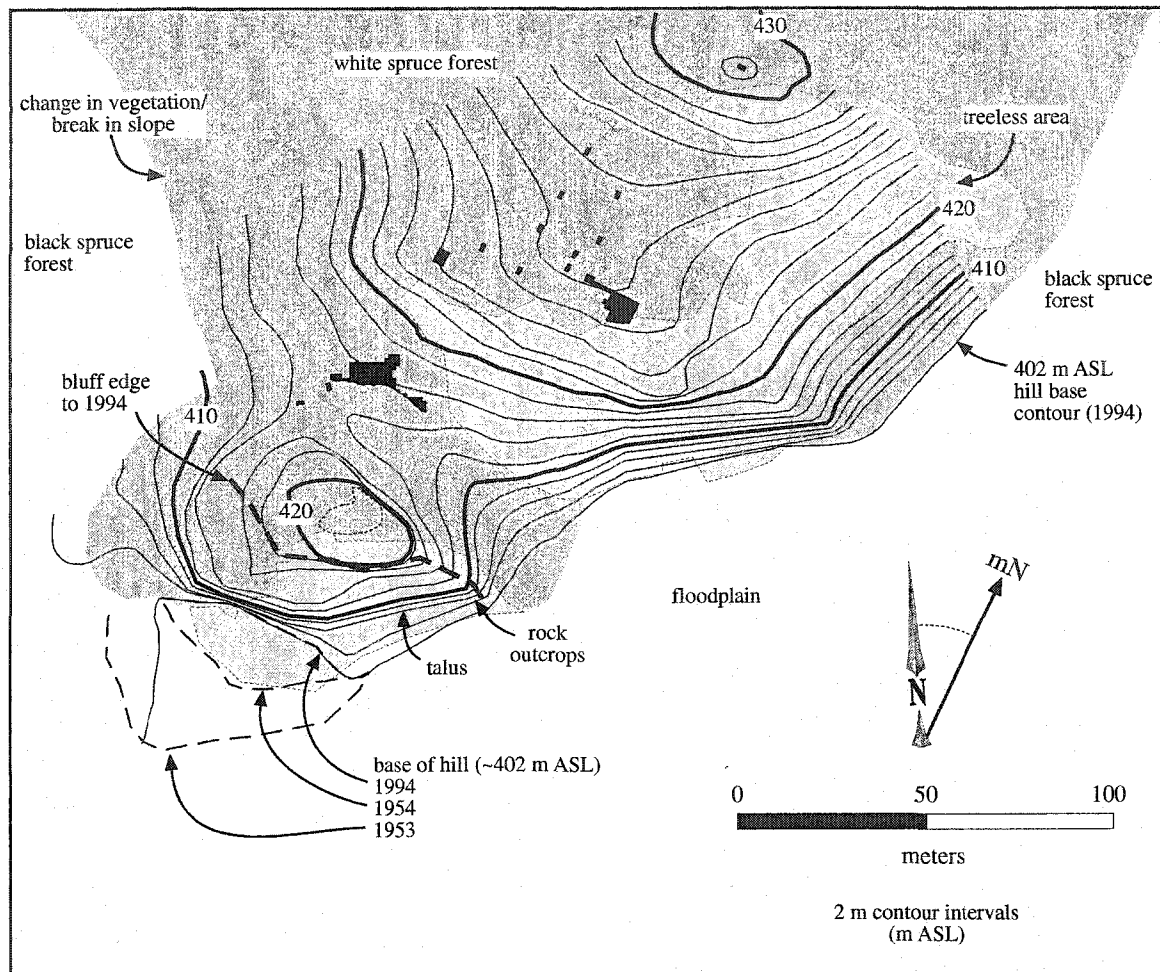 430
white spruce forest
change in vegetation/
break in slope
treeless area
420
black spruce
forest
410
black spruce
forest
402 m ASL
hill base
contour (1994)
bluff edge
to 1994
410
420
mN
floodplain
rock
outcrops
talus
N
base of hill (~402 m ASL)
1994
1954
1953
0 50 100
meters
2 m contour intervals
(m ASL)